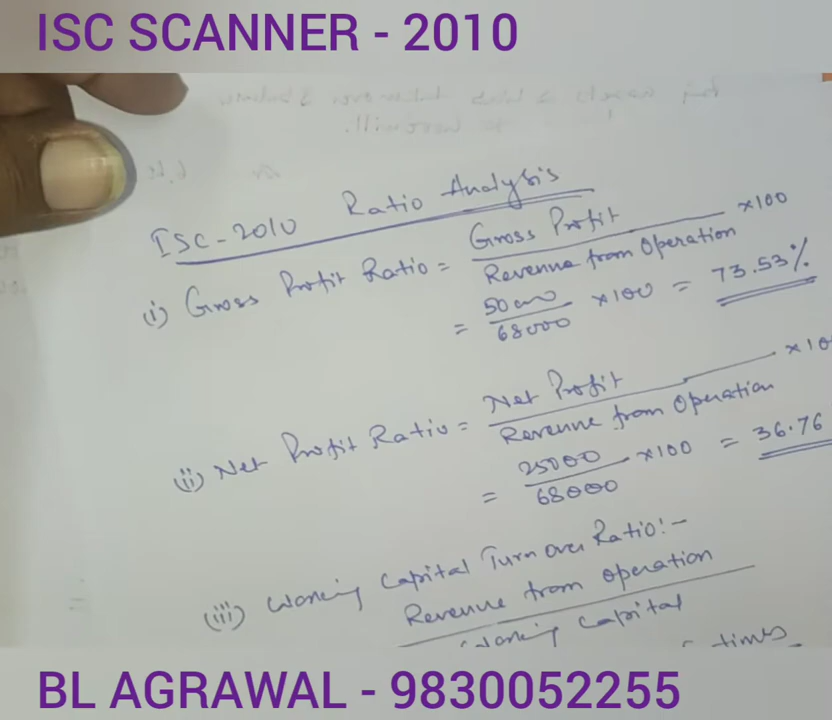 ISC SCANNER - 2010
ISC-2010 Ratio Analysis
(i) Gross Profit Ratio = Gross Profit / Revenue from Operation ×100
= 50000 / 68000 ×100 = 73.53%
(ii) Net Profit Ratio = Net Profit / Revenue from Operation ×10
= 25000 / 68000 ×100 = 36.76
(iii) Working Capital Turnover Ratio:-
Revenue from operation
Working Capital
times
BL AGRAWAL - 9830052255